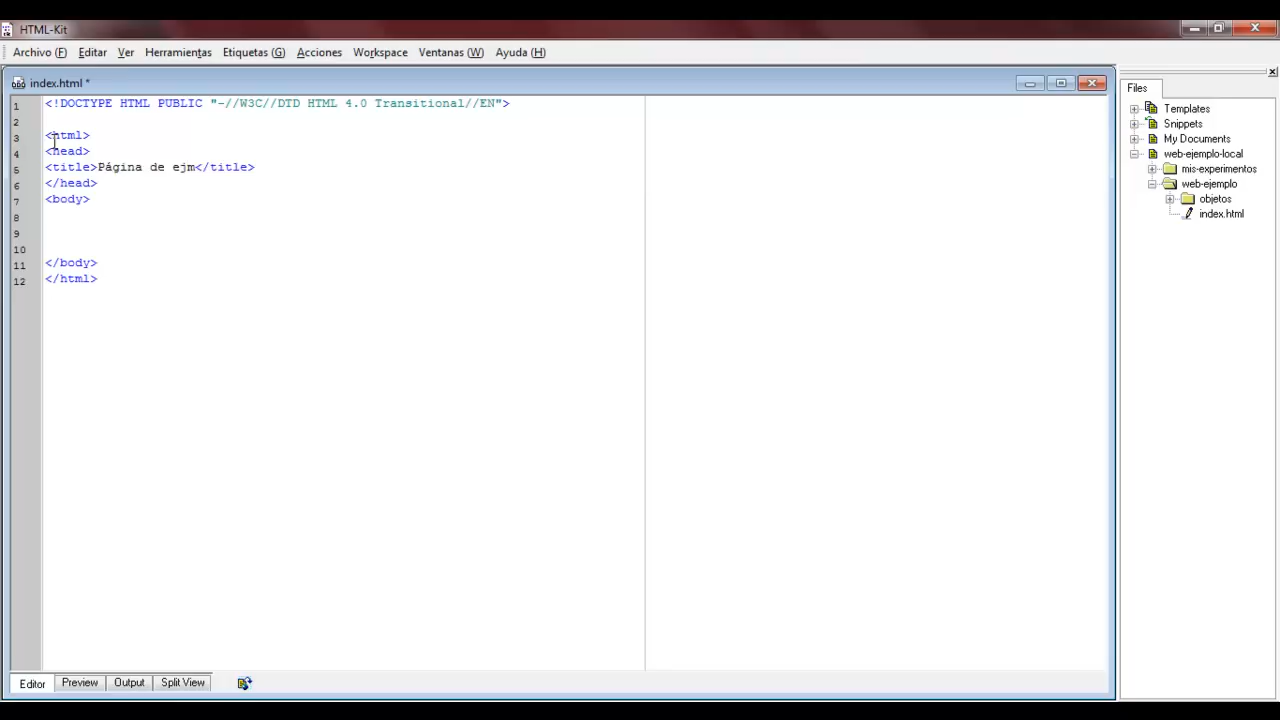 HTML-Kit
Archivo (F) Editar Ver Herramientas Etiquetas (G) Acciones Workspace Ventanas (W) Ayuda (H)
index.html *
1 <!DOCTYPE HTML PUBLIC "-//W3C//DTD HTML 4.0 Transitional//EN">
2
3 <html>
4 <head>
5 <title>Página de ejm</title>
6 </head>
7 <body>
8
9
10
11 </body>
12 </html>
Editor Preview Output Split View
Files
Templates
Snippets
My Documents
web-ejemplo-local
mis-experimentos
web-ejemplo
objetos
index.html